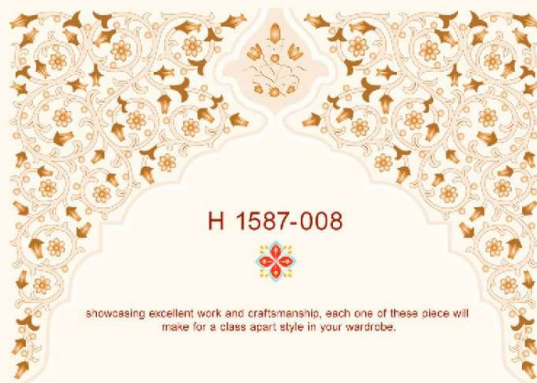 H 1587-008
showcasing excellent work and craftsmanship, each one of these piece will
make for a class apart style in your wardrobe.